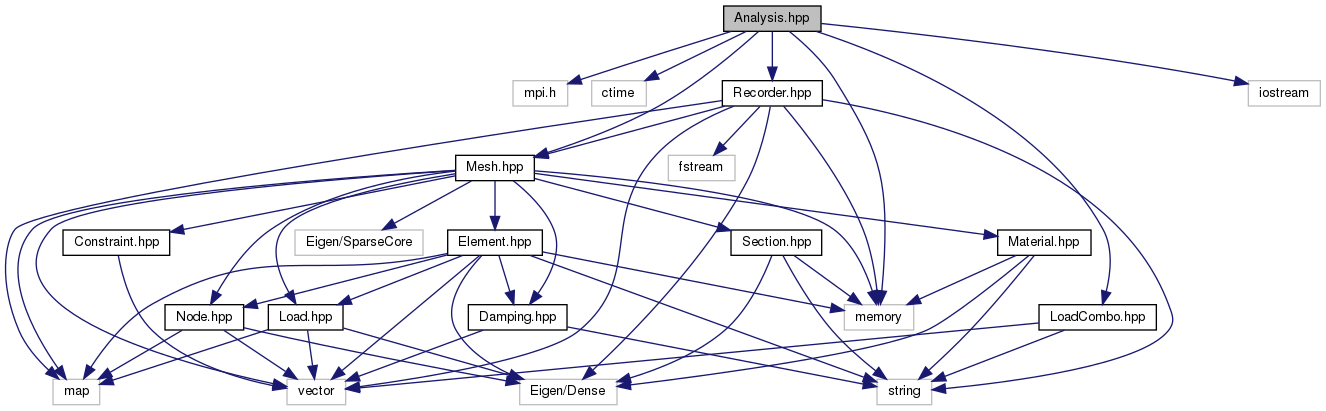 Analysis.hpp
mpi.h
ctime
Recorder.hpp
iostream
Mesh.hpp
fstream
Constraint.hpp
Eigen/SparseCore
Element.hpp
Section.hpp
Material.hpp
Node.hpp
Load.hpp
Damping.hpp
memory
LoadCombo.hpp
map
vector
Eigen/Dense
string